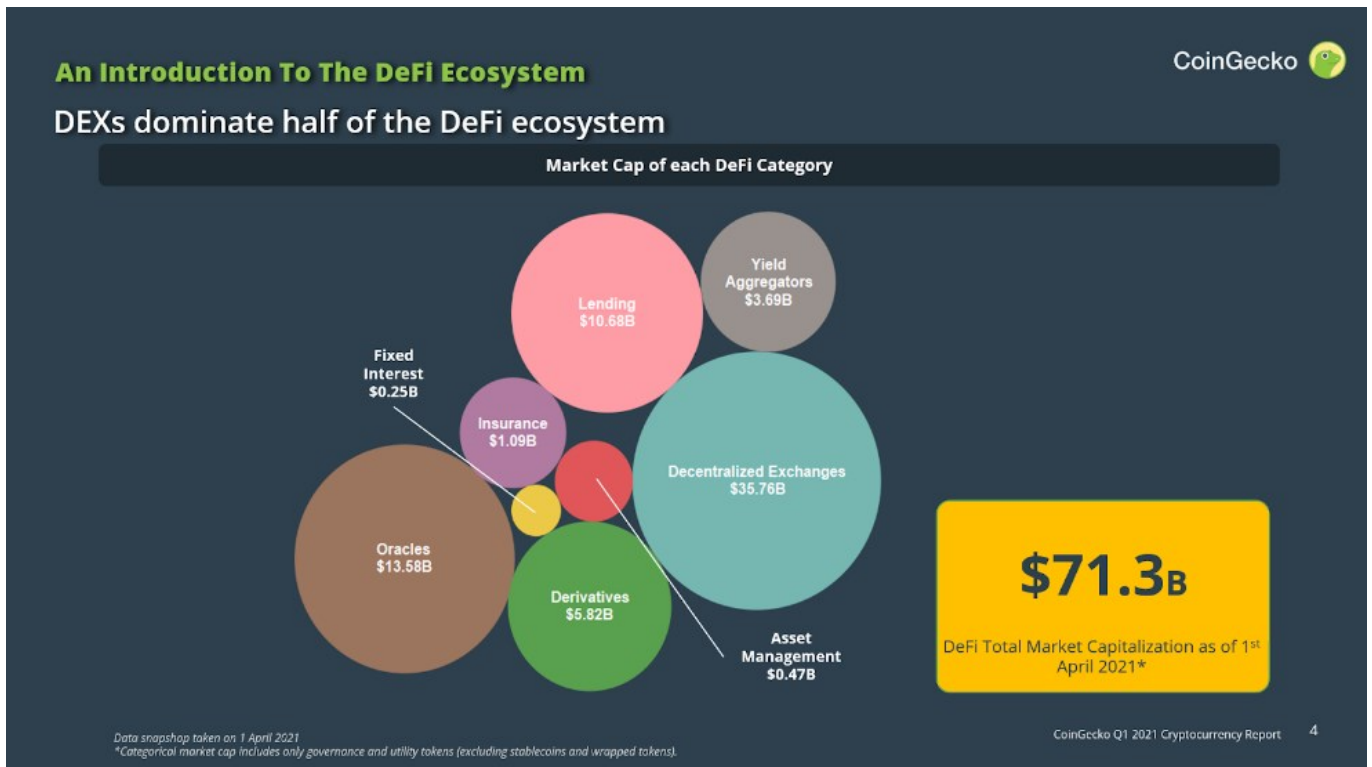 An Introduction To The DeFi Ecosystem
CoinGecko
DEXs dominate half of the DeFi ecosystem
Market Cap of each DeFi Category
Yield
Aggregators
$3.69B
Lending
$10.68B
Fixed
Interest
$0.25B
Insurance
$1.09B
Decentralized Exchanges
$35.76B
Oracles
$13.58B
Derivatives
$5.82B
Asset
Management
$0.47B
$71.3B
DeFi Total Market Capitalization as of 1st
April 2021*
Data snapshop taken on 1 April 2021
*Categorical market cap includes only governance and utility tokens (excluding stablecoins and wrapped tokens).
CoinGecko Q1 2021 Cryptocurrency Report 4